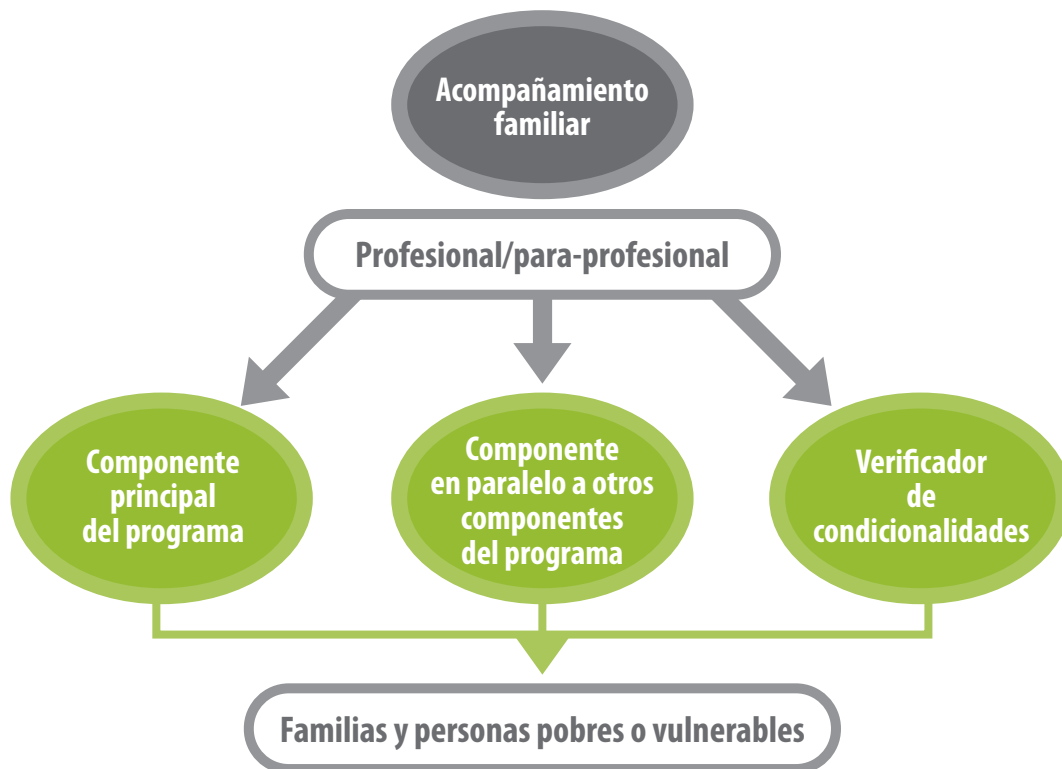 Acompañamiento
familiar
Profesional/para-profesional
Componente
principal
del programa
Componente
en paralelo a otros
componentes
del programa
Verificador
de
condicionalidades
Familias y personas pobres o vulnerables